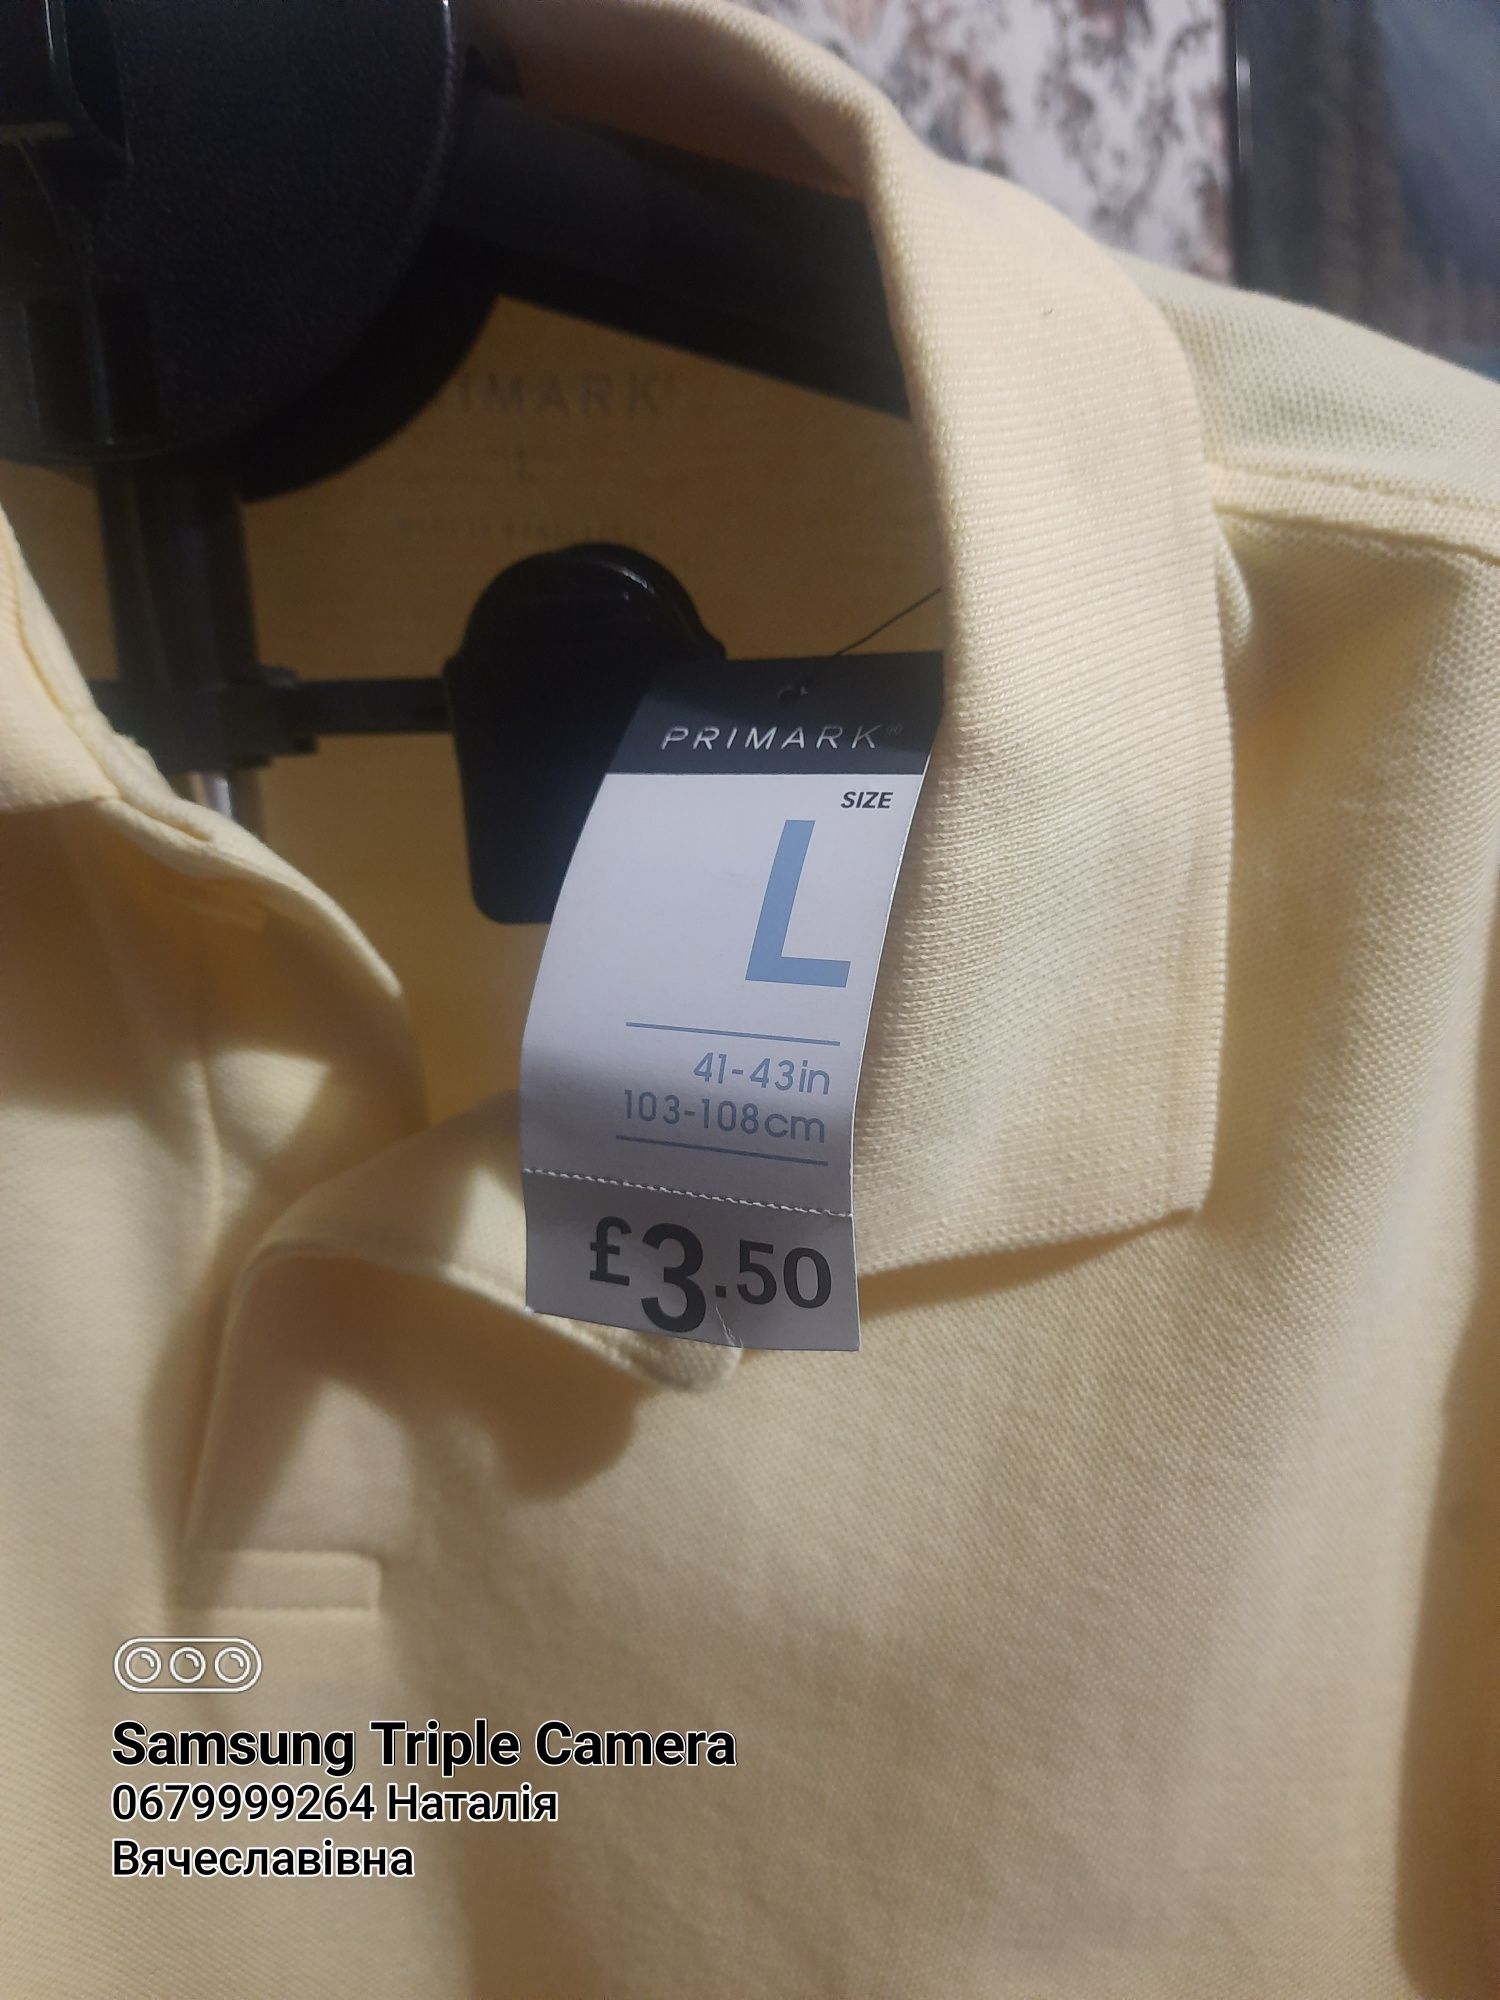 PRIMARK
L
PRIMARK®
SIZE
L
41-43in
103-108cm
£3.50
Samsung Triple Camera
0679999264 Наталія
Вячеславівна